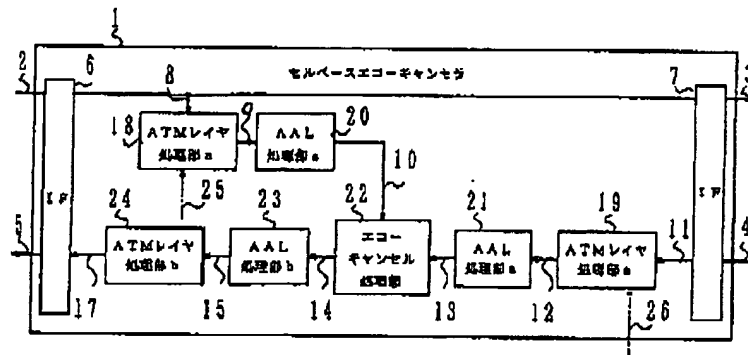 1
2
6
セルベースエコーキャンセラ
7
3
8
18
ATMレイヤ
処理部a
9
AAL
処理部a
20
10
IF
25
22
IF
5
24
ATMレイヤ
処理部b
23
AAL
処理部b
エコー
キャンセル
処理部
21
AAL
処理部a
19
ATMレイヤ
処理部a
11
4
17
15
14
13
12
26